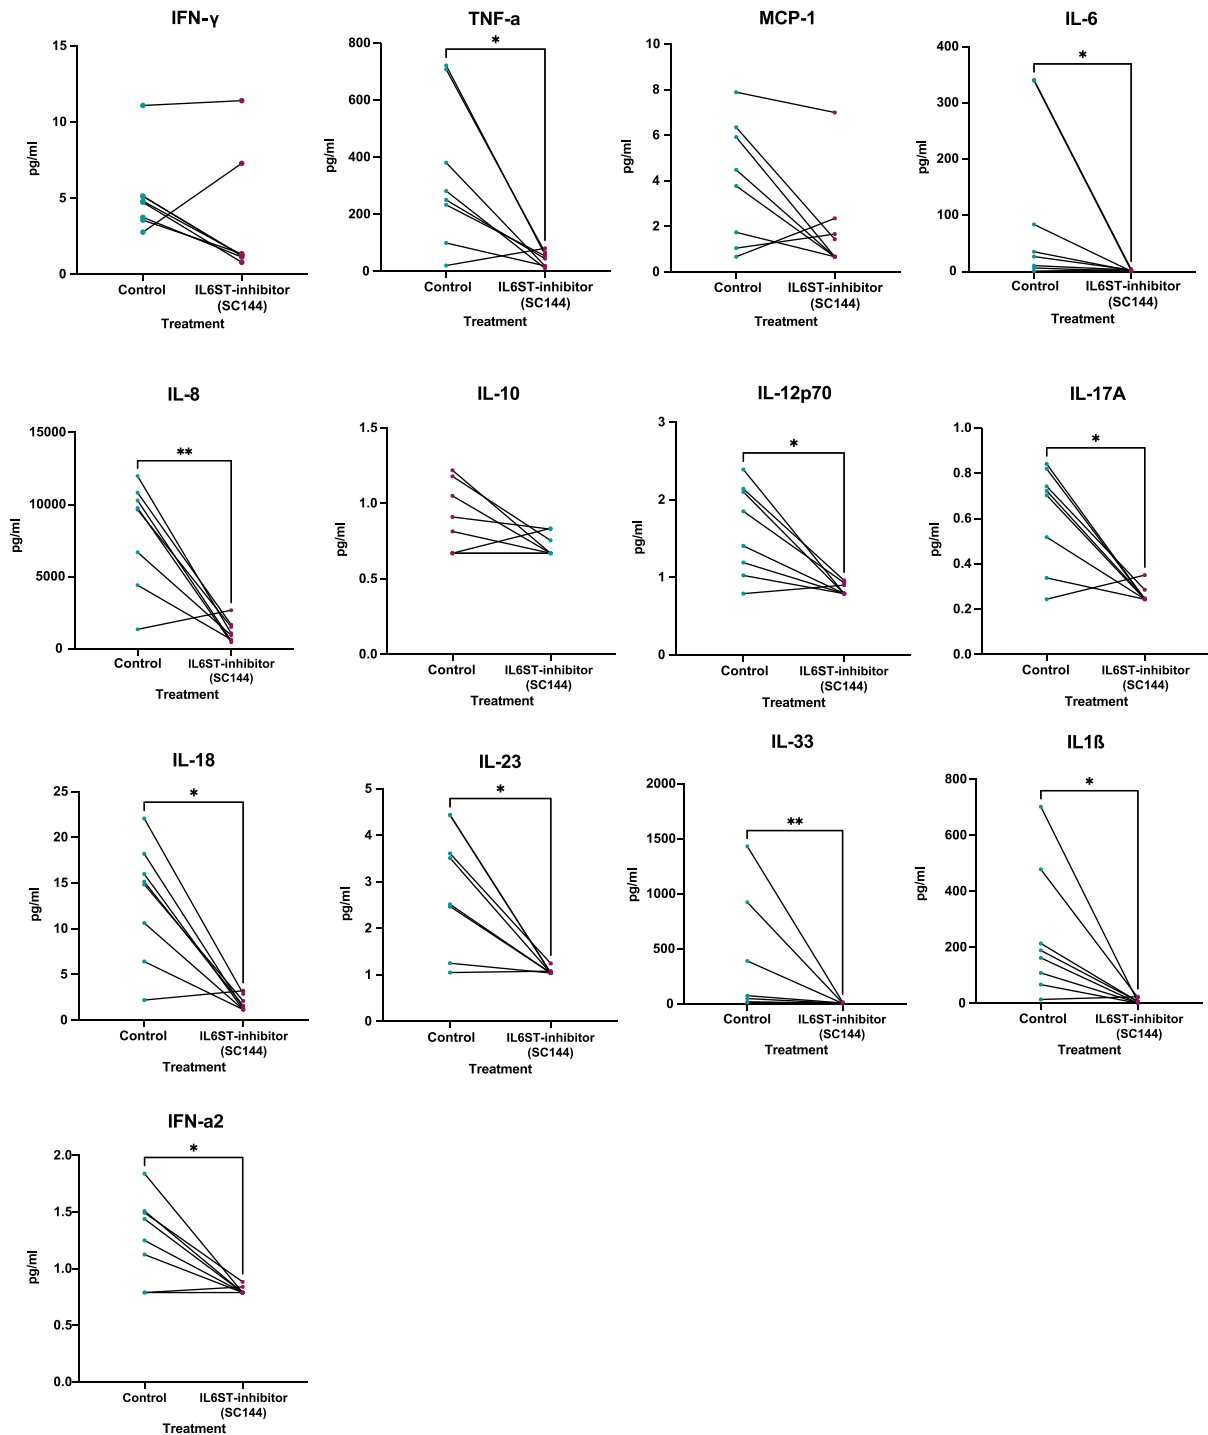 IFN-γ
15
10
5
0
pg/ml
Control
IL6ST-inhibitor
(SC144)
Treatment
TNF-a
800
600
400
200
0
pg/ml
*
Control
IL6ST-inhibitor
(SC144)
Treatment
MCP-1
10
8
6
4
2
0
pg/ml
Control
IL6ST-inhibitor
(SC144)
Treatment
IL-6
400
300
200
100
0
pg/ml
*
Control
IL6ST-inhibitor
(SC144)
Treatment
IL-8
15000
10000
5000
0
pg/ml
**
Control
IL6ST-inhibitor
(SC144)
Treatment
IL-10
1.5
1.0
0.5
0.0
pg/ml
Control
IL6ST-inhibitor
(SC144)
Treatment
IL-12p70
3
2
1
0
pg/ml
*
Control
IL6ST-inhibitor
(SC144)
Treatment
IL-17A
1.0
0.8
0.6
0.4
0.2
0.0
pg/ml
*
Control
IL6ST-inhibitor
(SC144)
Treatment
IL-18
25
20
15
10
5
0
pg/ml
*
Control
IL6ST-inhibitor
(SC144)
Treatment
IL-23
5
4
3
2
1
0
pg/ml
*
Control
IL6ST-inhibitor
(SC144)
Treatment
IL-33
2000
1500
1000
500
0
pg/ml
**
Control
IL6ST-inhibitor
(SC144)
Treatment
IL1ß
800
600
400
200
0
pg/ml
*
Control
IL6ST-inhibitor
(SC144)
Treatment
IFN-a2
2.0
1.5
1.0
0.5
0.0
pg/ml
*
Control
IL6ST-inhibitor
(SC144)
Treatment